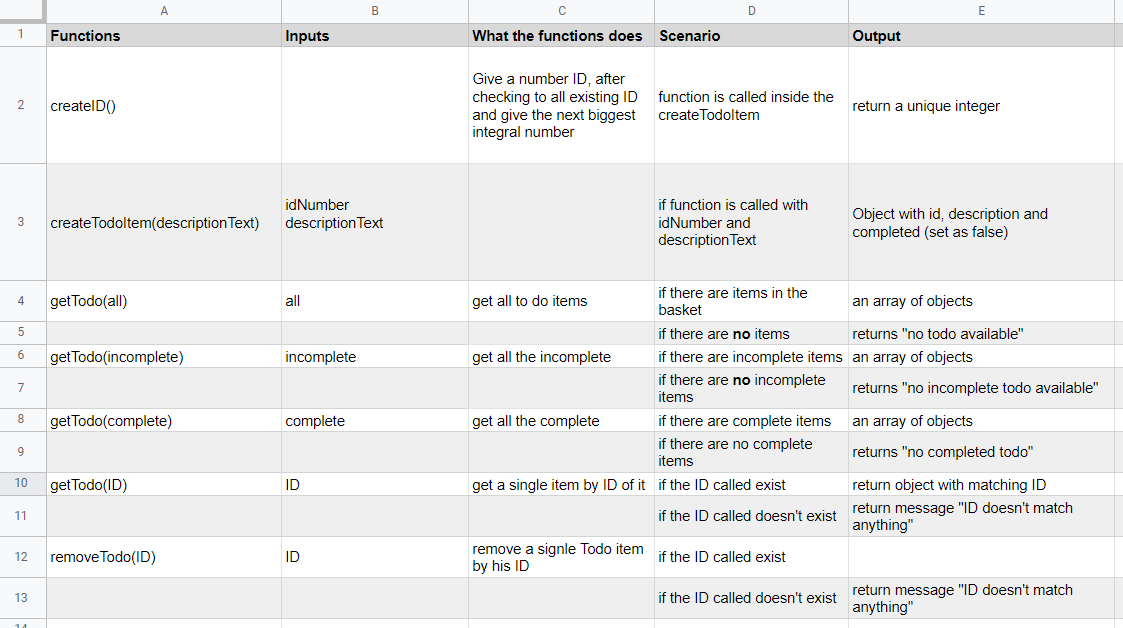 A B C D E
1 Functions Inputs What the functions does Scenario Output
2 createID()
Give a number ID, after
checking to all existing ID
and give the next biggest
integral number
function is called inside the
createTodoItem
return a unique integer
3 createTodoItem(descriptionText)
idNumber
descriptionText
if function is called with
idNumber and
descriptionText
Object with id, description and
completed (set as false)
4 getTodo(all) all get all to do items
if there are items in the
basket
an array of objects
5 if there are no items returns "no todo available"
6 getTodo(incomplete) incomplete get all the incomplete if there are incomplete items an array of objects
7
if there are no incomplete
items
returns "no incomplete todo available"
8 getTodo(complete) complete get all the complete if there are complete items an array of objects
9
if there are no complete
items
returns "no completed todo"
10 getTodo(ID) ID get a single item by ID of it if the ID called exist return object with matching ID
11 if the ID called doesn't exist
return message "ID doesn't match
anything"
12 removeTodo(ID) ID
remove a signle Todo item
by his ID
if the ID called exist
13 if the ID called doesn't exist
return message "ID doesn't match
anything"
14